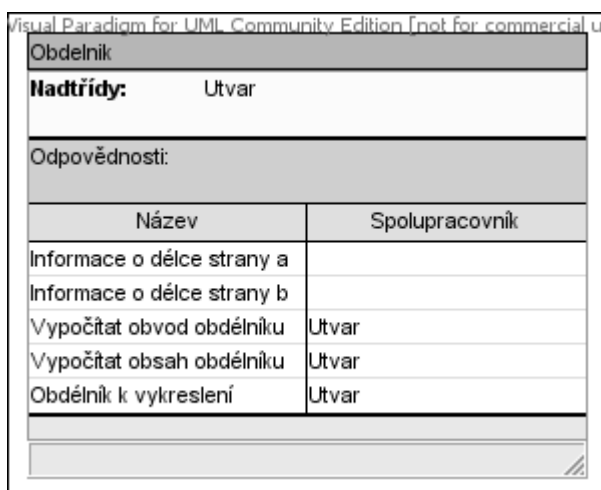 Visual Paradigm for UML Community Edition [not for commercial u
Obdelnik
Nadtřídy: Utvar
Odpovědnosti:
Název Spolupracovník
Informace o délce strany a
Informace o délce strany b
Vypočítat obvod obdélníku Utvar
Vypočítat obsah obdélníku Utvar
Obdélník k vykreslení Utvar